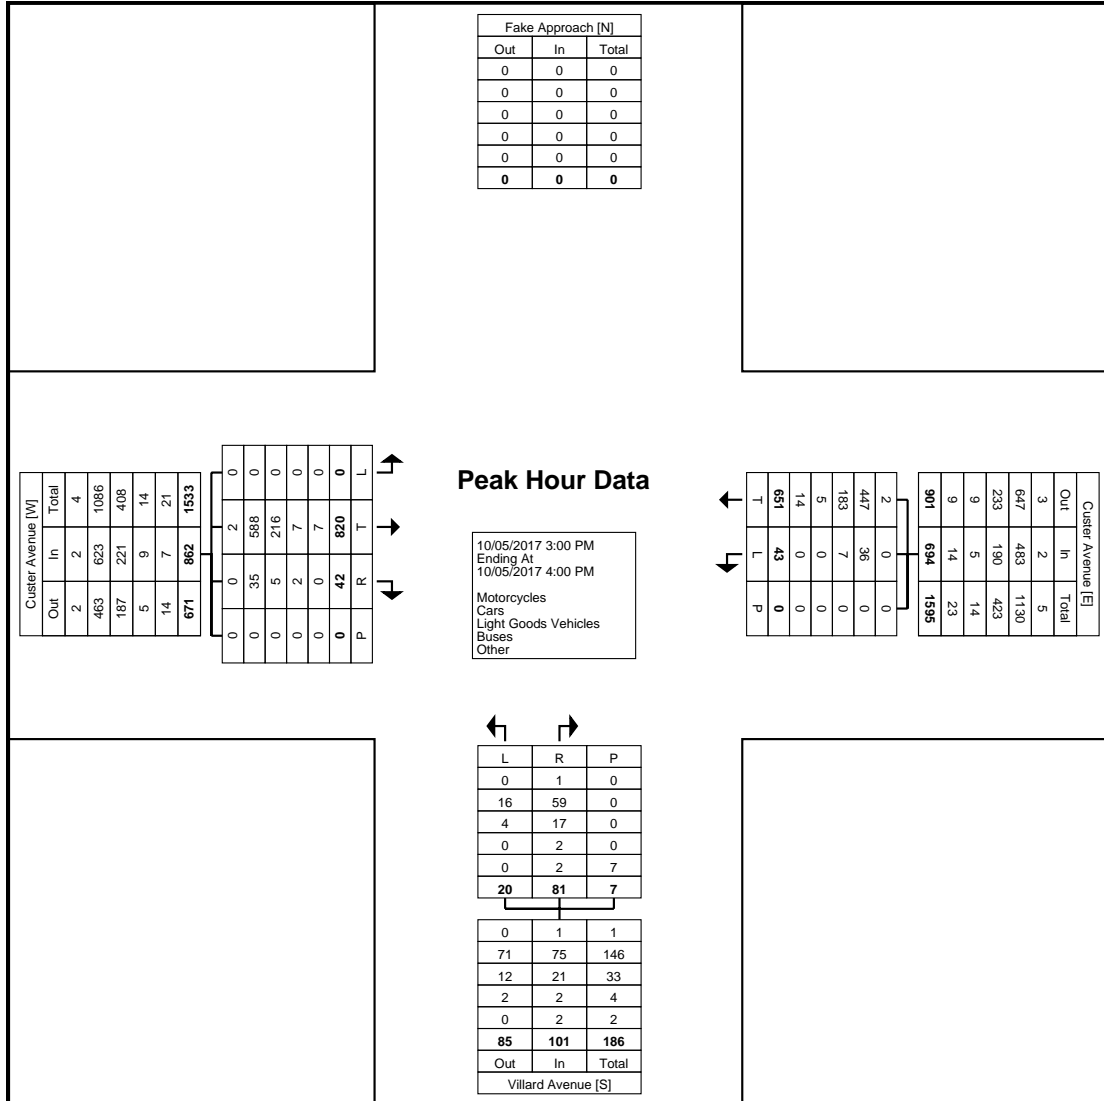 Fake Approach [N]
Out In Total
0 0 0
0 0 0
0 0 0
0 0 0
0 0 0
0 0 0
Peak Hour Data
10/05/2017 3:00 PM
Ending At
10/05/2017 4:00 PM
Motorcycles
Cars
Light Goods Vehicles
Buses
Other
Custer Avenue [W]
Total 4 1086 408 14 21 1533
In 2 623 221 9 7 862
Out 2 463 187 5 14 671
0 0 0 0 0 0 L
2 588 216 7 7 820 T
0 35 5 2 0 42 R
0 0 0 0 0 0 P
Custer Avenue [E]
Out In Total
3 2 5
647 483 1130
233 190 423
9 5 14
9 14 23
901 694 1595
2 0 0
447 36 0
183 7 0
5 0 0
14 0 0
651 43 0
T L P
L R P
0 1 0
16 59 0
4 17 0
0 2 0
0 2 7
20 81 7
0 1 1
71 75 146
12 21 33
2 2 4
0 2 2
85 101 186
Out In Total
Villard Avenue [S]